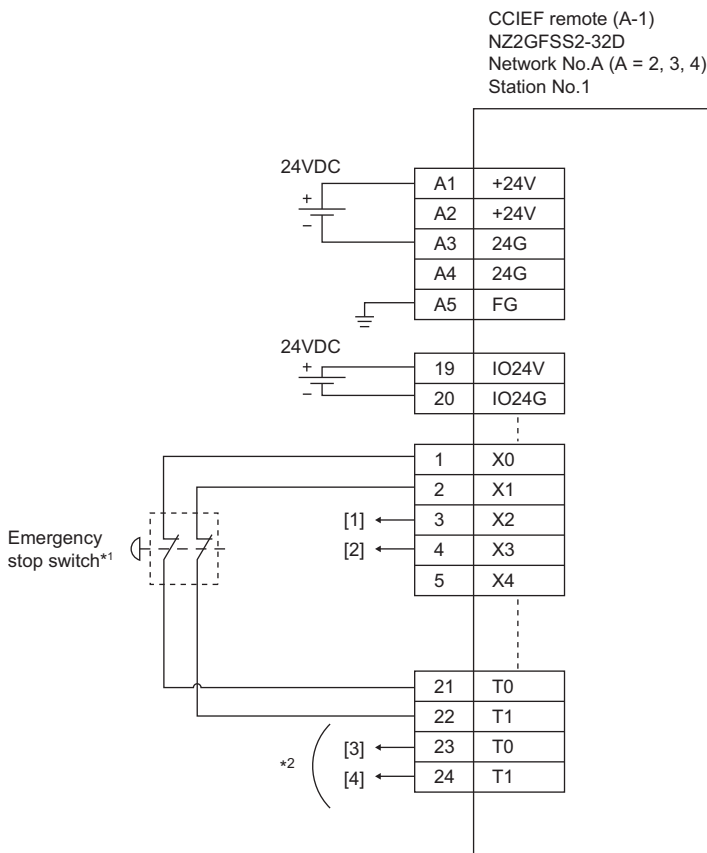 CCIEF remote (A-1)
NZ2GFSS2-32D
Network No.A (A = 2, 3, 4)
Station No.1
24VDC
+
−
A1 +24V
A2 +24V
A3 24G
A4 24G
A5 FG
24VDC
+
−
19 IO24V
20 IO24G
1 X0
2 X1
[1] 3 X2
[2] 4 X3
5 X4
Emergency
stop switch*1
21 T0
22 T1
*2
[3] 23 T0
[4] 24 T1